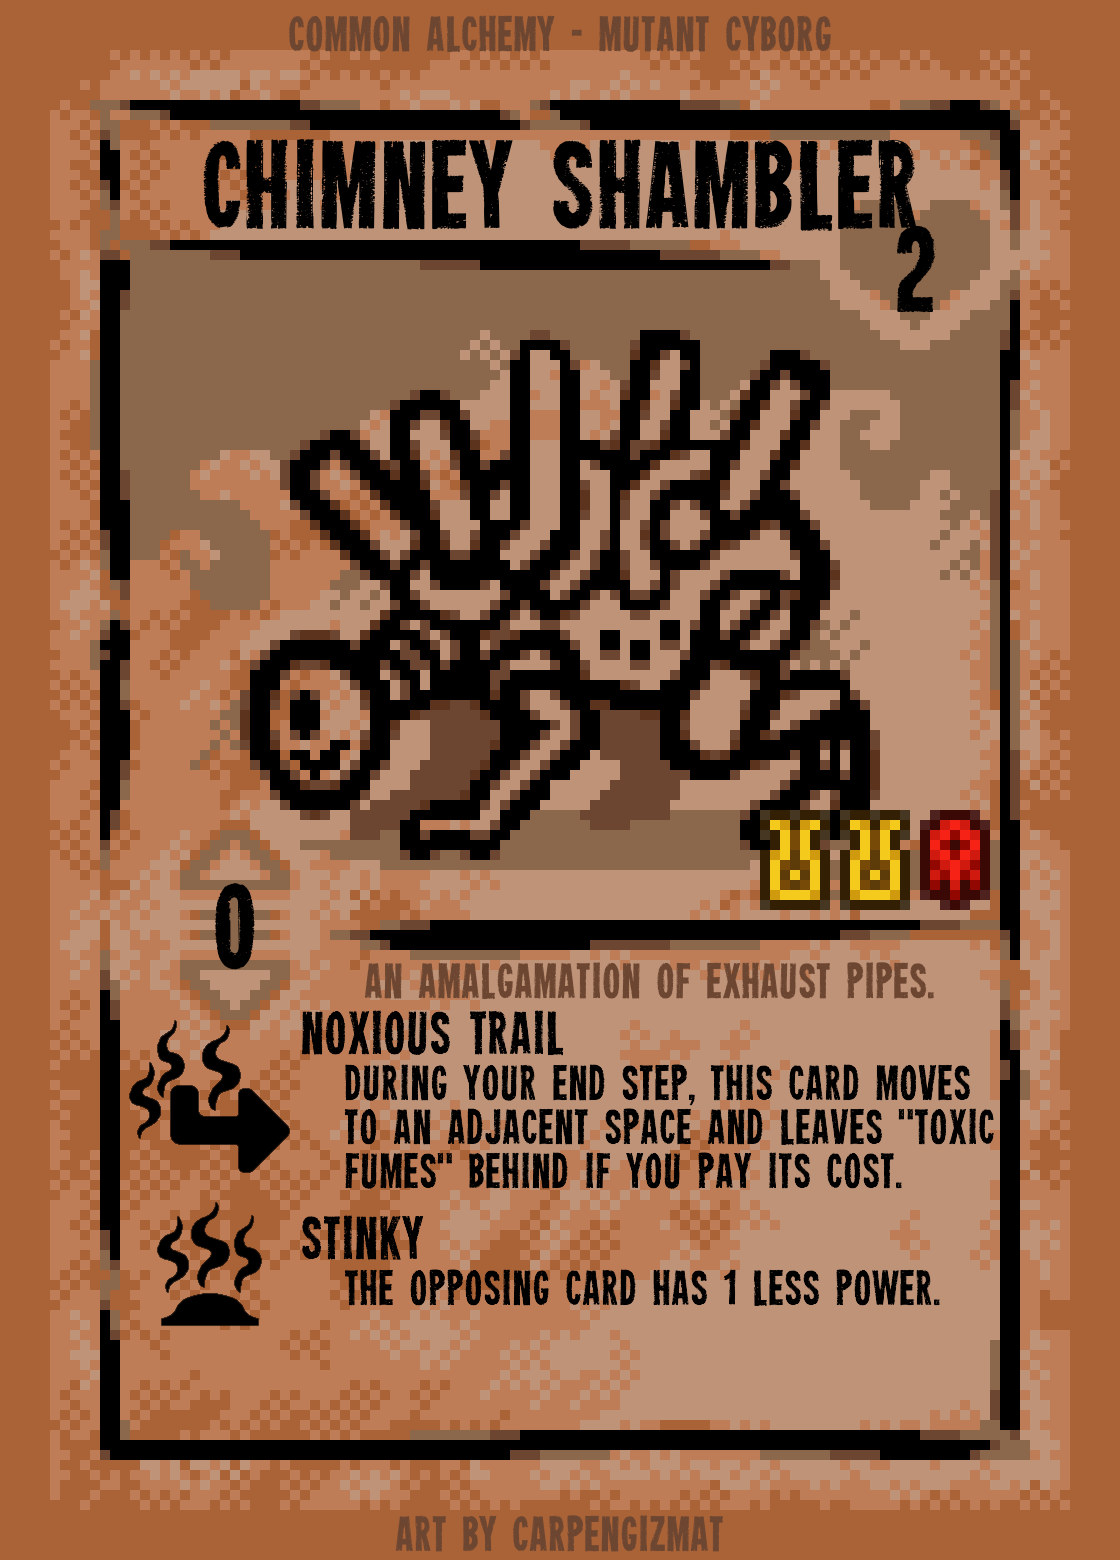 COMMON ALCHEMY - MUTANT CYBORG
CHIMNEY SHAMBLER
2
0
AN AMALGAMATION OF EXHAUST PIPES.
NOXIOUS TRAIL
DURING YOUR END STEP, THIS CARD MOVES
TO AN ADJACENT SPACE AND LEAVES "TOXIC
FUMES" BEHIND IF YOU PAY ITS COST.
STINKY
THE OPPOSING CARD HAS 1 LESS POWER.
ART BY CARPENGIZMAT